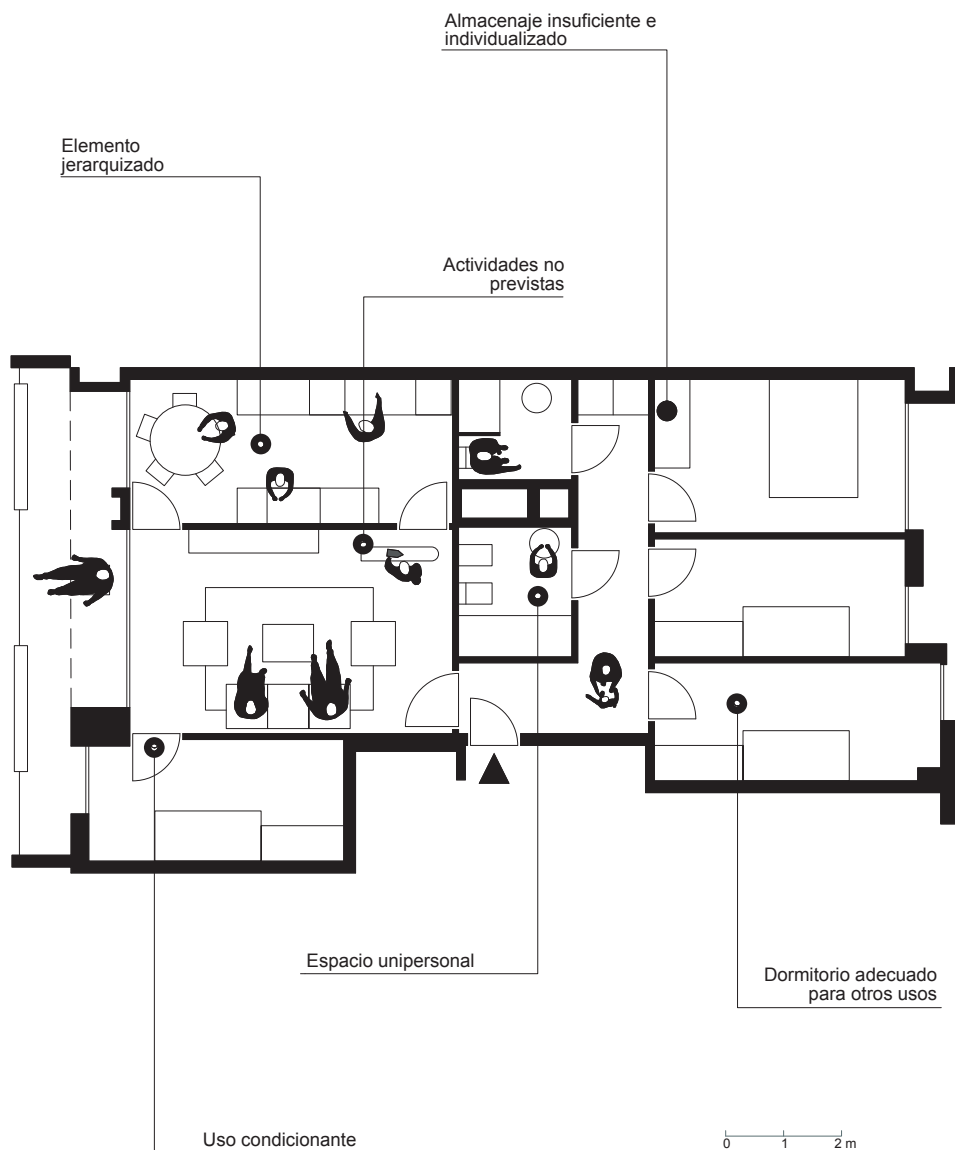 Almacenaje insuficiente e
individualizado
Elemento
jerarquizado
Actividades no
previstas
Espacio unipersonal
Dormitorio adecuado
para otros usos
Uso condicionante
0 1 2 m